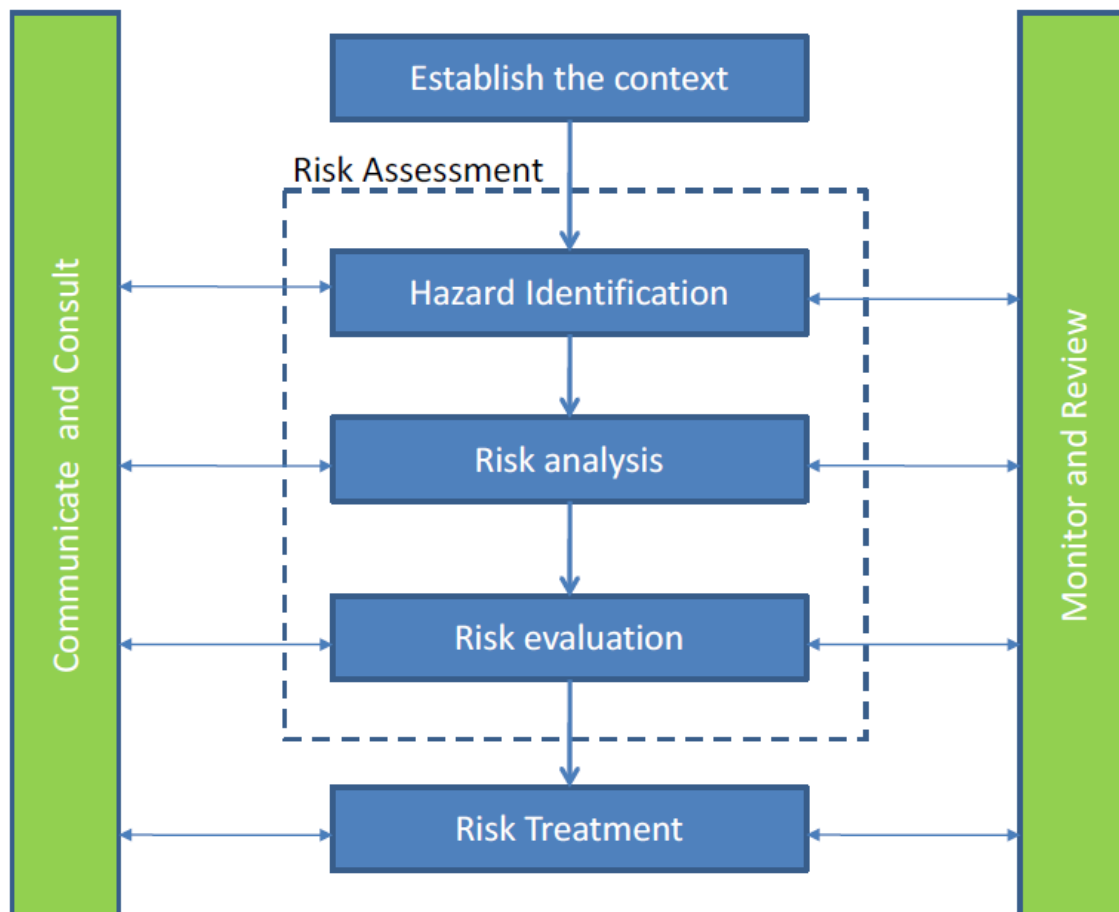 Establish the context
Risk Assessment
Hazard Identification
Risk analysis
Risk evaluation
Risk Treatment
Communicate and Consult
Monitor and Review